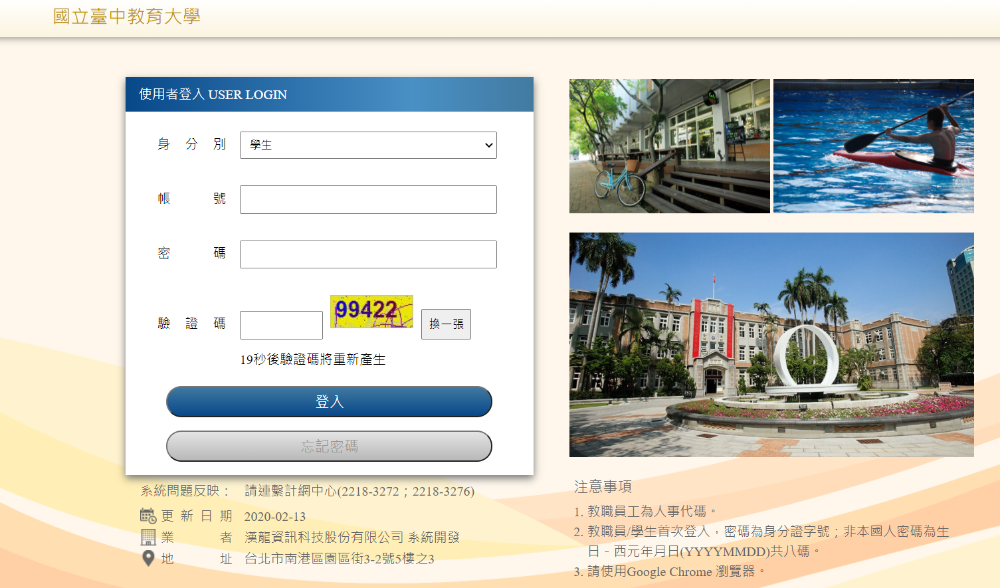 國立臺中教育大學
使用者登入 USER LOGIN
身分別 學生
帳號
密碼
驗證碼 99422 換一張
19秒後驗證碼將重新產生
登入
忘記密碼
系統問題反映： 請連繫計網中心(2218-3272；2218-3276)
更新日期 2020-02-13
業者 漢龍資訊科技股份有限公司 系統開發
地址 台北市南港區園區街3-2號5樓之3
注意事項
1. 教職員工為人事代碼。
2. 教職員/學生首次登入，密碼為身分證字號；非本國人密碼為生
日－西元年月日(YYYYMMDD)共八碼。
3. 請使用Google Chrome 瀏覽器。